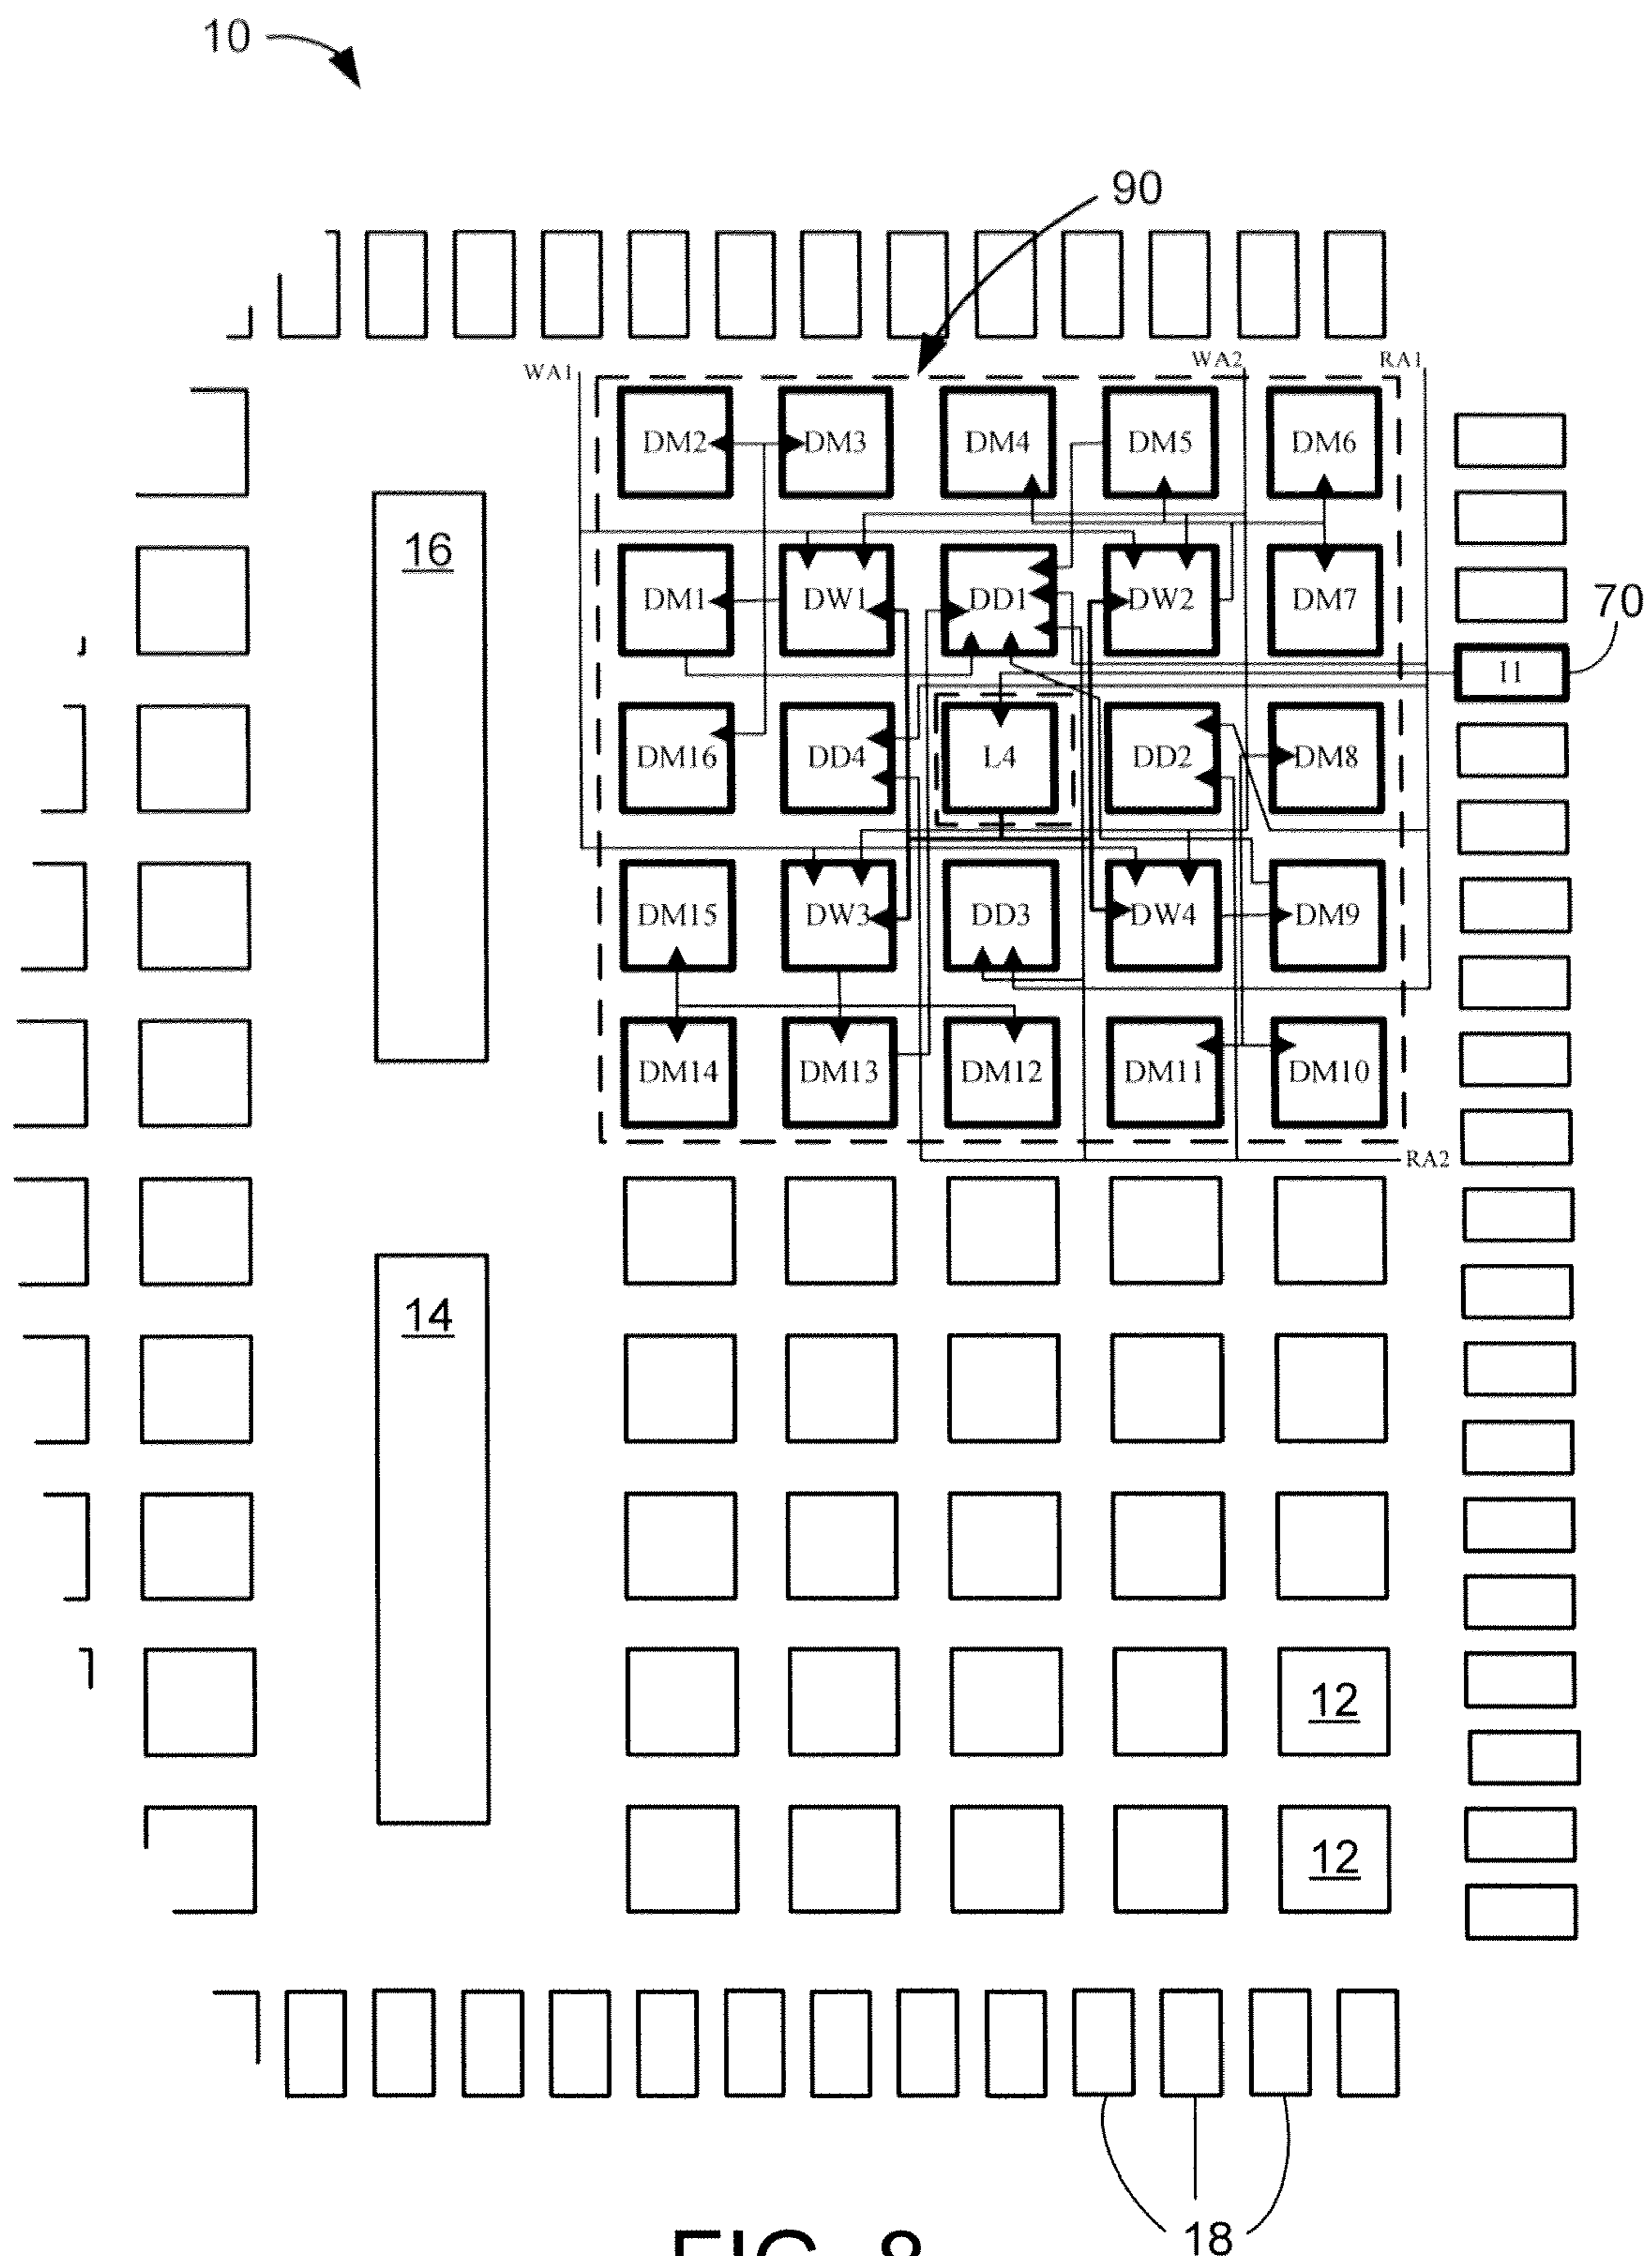 10
90
WA1 WA2 RA1
DM2 DM3 DM4 DM5 DM6
16
DM1 DW1 DD1 DW2 DM7
70
I1
DM16 DD4 L4 DD2 DM8
DM15 DW3 DD3 DW4 DM9
DM14 DM13 DM12 DM11 DM10
RA2
14
12
12
18
FIG. 8